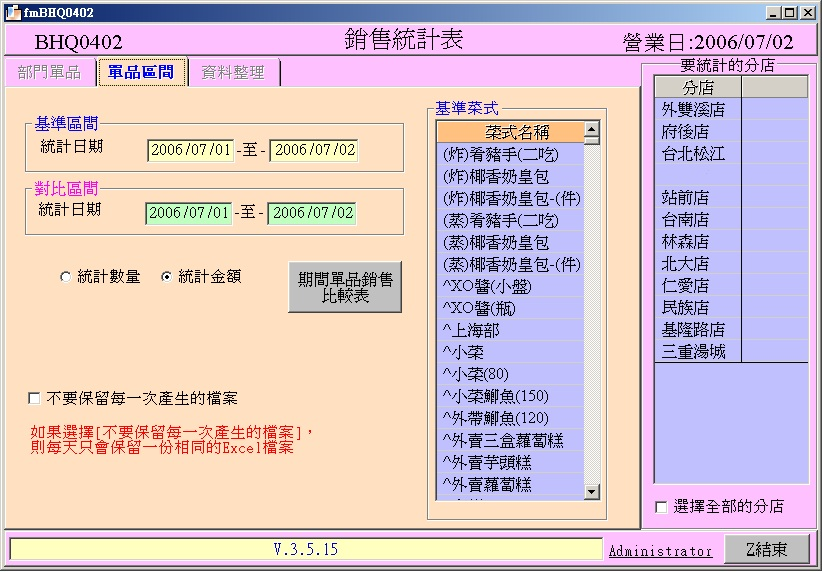 fmBHQ0402
BHQ0402
銷售統計表
營業日:2006/07/02
部門單品
單品區間
資料整理
基準區間
統計日期
2006/07/01
-至-
2006/07/02
對比區間
統計日期
2006/07/01
-至-
2006/07/02
統計數量
統計金額
期間單品銷售
比較表
不要保留每一次產生的檔案
如果選擇[不要保留每一次產生的檔案],
則每天只會保留一份相同的Excel檔案
基準菜式
菜式名稱
(炸)肴豬手(二吃)
(炸)椰香奶皇包
(炸)椰香奶皇包-(件)
(蒸)肴豬手(二吃)
(蒸)椰香奶皇包
(蒸)椰香奶皇包-(件)
^XO醬(小盤)
^XO醬(瓶)
^上海部
^小菜
^小菜(80)
^小菜鯽魚(150)
^外帶鯽魚(120)
^外賣三盒蘿蔔糕
^外賣芋頭糕
^外賣蘿蔔糕
要統計的分店
分店
外雙溪店
府後店
台北松江
站前店
台南店
林森店
北大店
仁愛店
民族店
基隆路店
三重湯城
選擇全部的分店
V.3.5.15
Administrator
Z結束